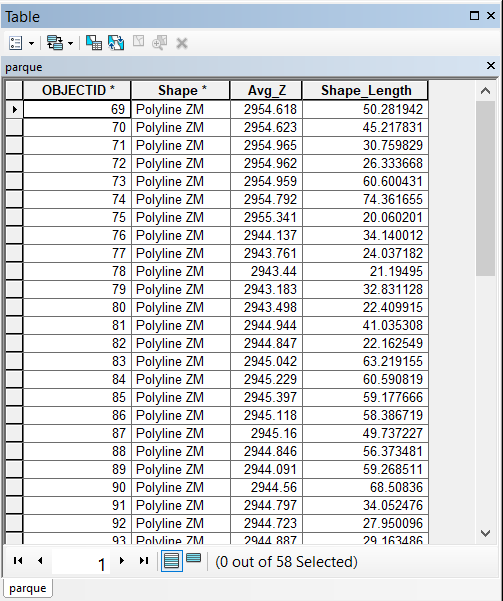 Table
parque
OBJECTID * Shape * Avg_Z Shape_Length
69 Polyline ZM 2954.618 50.281942
70 Polyline ZM 2954.623 45.217831
71 Polyline ZM 2954.965 30.759829
72 Polyline ZM 2954.962 26.333668
73 Polyline ZM 2954.959 60.600431
74 Polyline ZM 2954.792 74.361655
75 Polyline ZM 2955.341 20.060201
76 Polyline ZM 2944.137 34.140012
77 Polyline ZM 2943.761 24.037182
78 Polyline ZM 2943.44 21.19495
79 Polyline ZM 2943.183 32.831128
80 Polyline ZM 2943.498 22.409915
81 Polyline ZM 2944.944 41.035308
82 Polyline ZM 2944.847 22.162549
83 Polyline ZM 2945.042 63.219155
84 Polyline ZM 2945.229 60.590819
85 Polyline ZM 2945.397 59.177666
86 Polyline ZM 2945.118 58.386719
87 Polyline ZM 2945.16 49.737227
88 Polyline ZM 2944.846 56.373481
89 Polyline ZM 2944.091 59.268511
90 Polyline ZM 2944.56 68.50836
91 Polyline ZM 2944.797 34.052476
92 Polyline ZM 2944.723 27.950096
93 Polyline ZM 2944.887 29.163486
1 (0 out of 58 Selected)
parque